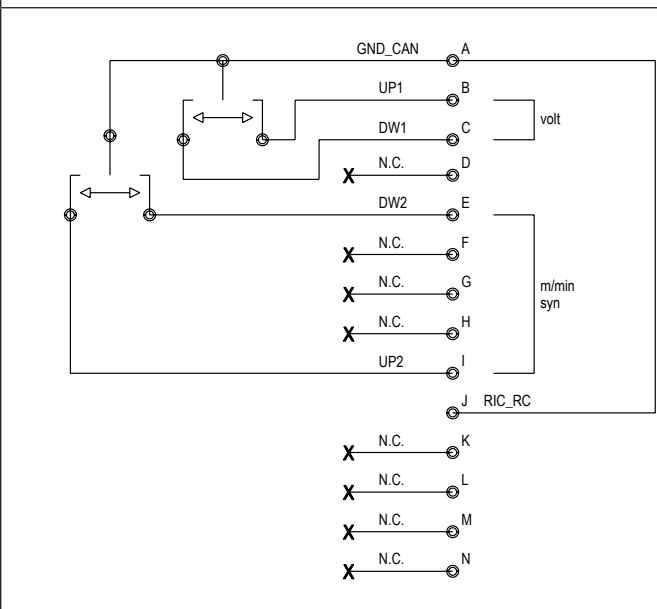 GND_CAN A
UP1 B
DW1 C
volt
N.C. D
X
DW2 E
N.C. F
X
N.C. G
X
m/min
syn
N.C. H
X
UP2 I
J RIC_RC
N.C. K
X
N.C. L
X
N.C. M
X
N.C. N
X